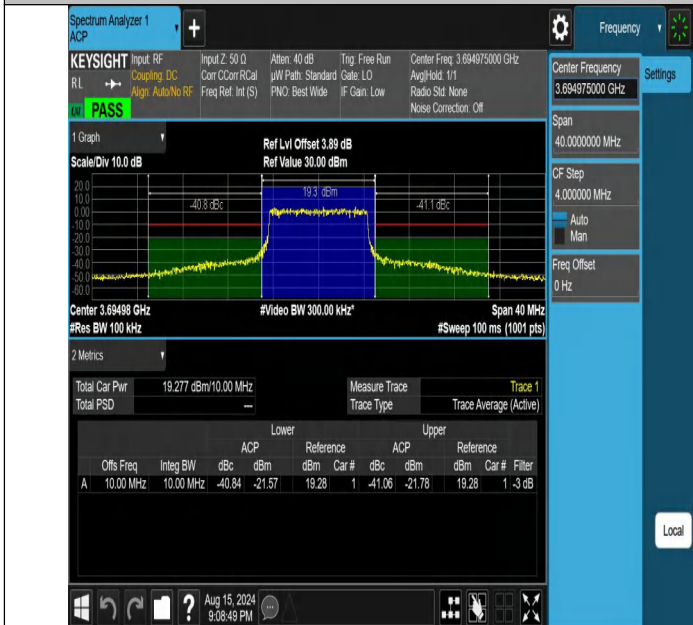 Spectrum Analyzer 1
ACP
+
Frequency
KEYSIGHT
RL
PASS
Input: RF
Coupling: DC
Align: Auto/No RF
Input Z: 50 Ω
Corr CCorr RCal
Freq Ref: Int (S)
Atten: 40 dB
µW Path: Standard
PNO: Best Wide
Trig: Free Run
Gate: LO
IF Gain: Low
Center Freq: 3.694975000 GHz
Avg|Hold: 1/1
Radio Std: None
Noise Correction: Off
Center Frequency
3.694975000 GHz
Settings
Span
40.0000000 MHz
CF Step
4.000000 MHz
Auto
Man
Freq Offset
0 Hz
1 Graph
Scale/Div 10.0 dB
Ref Lvl Offset 3.89 dB
Ref Value 30.00 dBm
20.0
10.0
0.00
-10.0
-20.0
-30.0
-40.0
-50.0
-60.0
-40.8 dBc
19.3 dBm
-41.1 dBc
Center 3.69498 GHz
#Res BW 100 kHz
#Video BW 300.00 kHz*
Span 40 MHz
#Sweep 100 ms (1001 pts)
2 Metrics
Total Car Pwr 19.277 dBm/10.00 MHz
Total PSD ---
Measure Trace Trace 1
Trace Type Trace Average (Active)
Lower Upper
ACP Reference ACP Reference
Offs Freq Integ BW dBc dBm dBm Car # dBc dBm dBm Car # Filter
A 10.00 MHz 10.00 MHz -40.84 -21.57 19.28 1 -41.06 -21.78 19.28 1 -3 dB
Local
?
Aug 15, 2024
9:08:49 PM